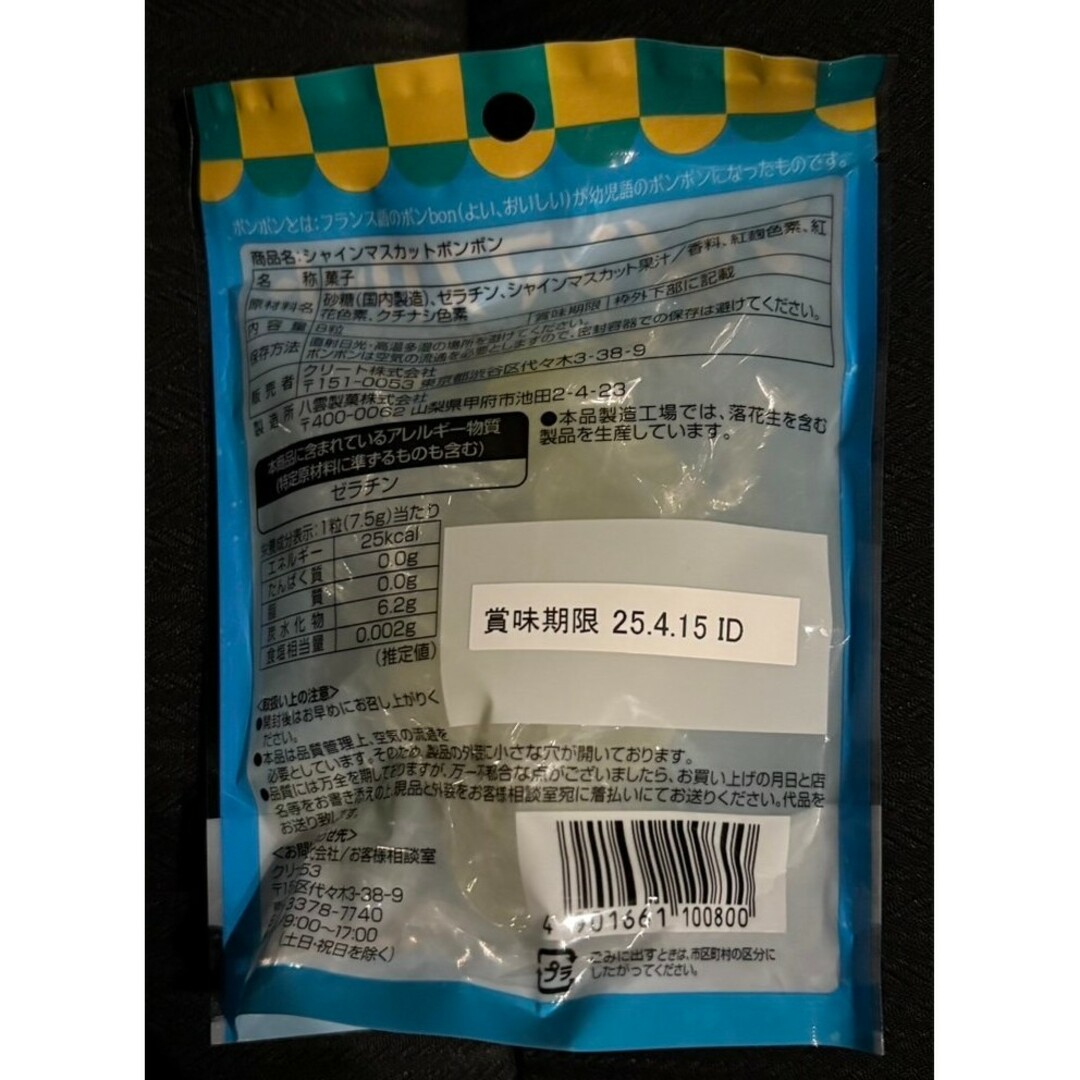 ボンボンとは:フランス語のボンbon(よい、おいしい)が幼児語のボンボンになったものです。
商品名:シャインマスカットボンボン
名 称 菓子
原材料名 砂糖(国内製造)、ゼラチン、シャインマスカット果汁/香料、紅麹色素、紅
花色素、クチナシ色素
内容量 8粒 賞味期限 枠外下部に記載
保存方法 直射日光・高温多湿の場所を避けてください。
ボンボンは空気の流通を必要としますので、密封容器での保存は避けてください。
販売者 クリート株式会社
〒151-0053 東京都渋谷区代々木3-38-9
製造所 八雲製菓株式会社
〒400-0062 山梨県甲府市池田2-4-23
本商品に含まれているアレルギー物質
(特定原材料に準ずるものも含む)
ゼラチン
●本品製造工場では、落花生を含む
製品を生産しています。
栄養成分表示:1粒(7.5g)当たり
エネルギー 25kcal
たんぱく質 0.0g
脂 質 0.0g
炭水化物 6.2g
食塩相当量 0.002g
(推定値)
賞味期限 25.4.15 ID
<取扱い上の注意>
●開封後はお早めにお召し上がりく
ださい。
●本品は品質管理上、空気の流通を
必要としています。そのため、製品の外袋に小さな穴が開いております。
●品質には万全を期しておりますが、万一不都合な点がございましたら、お買い上げの月日と店
名等をお書き添えの上現品と外袋をお客様相談室宛に着払いにてお送りください。代品を
お送り致し
<お問 せ先>
クリー 会社/お客様相談室
〒15 53
区代々木3-38-9
3378-7740
9:00~17:00
(土日・祝日を除く)
4 901661 100800
プラ
ごみに出すときは、市区町村の区分に
したがってください。